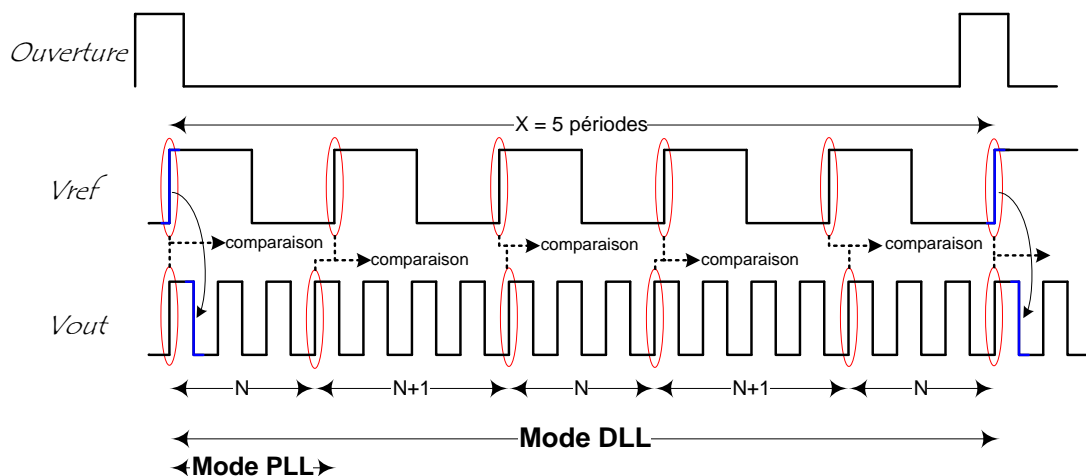 Ouverture
X = 5 périodes
Vref
comparaison
comparaison
comparaison
comparaison
comparaison
Vout
N
N+1
N
N+1
N
Mode DLL
Mode PLL